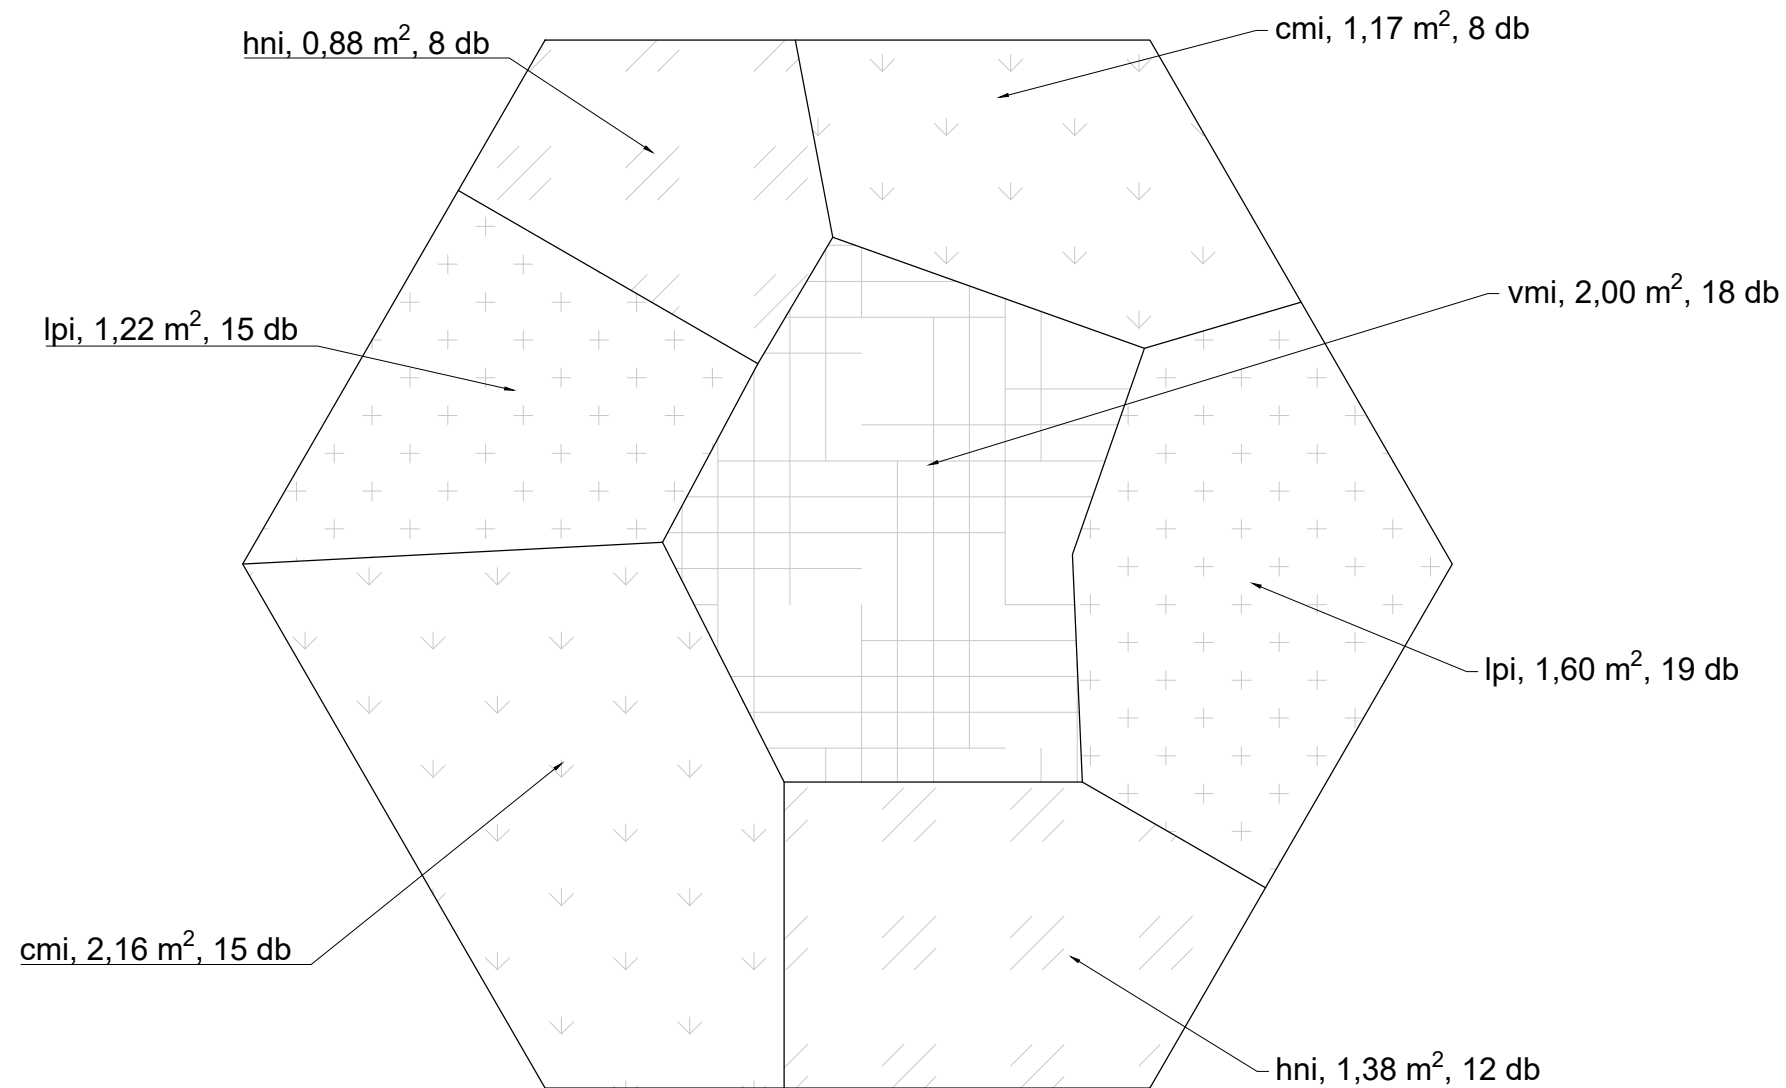 hni, 0,88 m², 8 db
cmi, 1,17 m², 8 db
vmi, 2,00 m², 18 db
lpi, 1,22 m², 15 db
lpi, 1,60 m², 19 db
cmi, 2,16 m², 15 db
hni, 1,38 m², 12 db